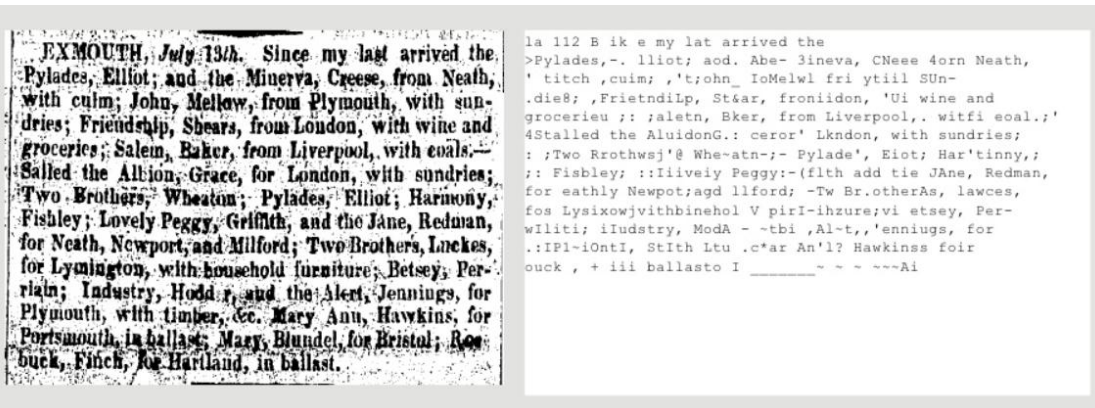 EXMOUTH, July 13th. Since my last arrived the
Pylades, Elliot; and the Minerva, Creese, from Neath,
with culm; John, Mellow, from Plymouth, with sun-
dries; Friendship, Shears, from London, with wine and
groceries; Salem, Baker, from Liverpool, with coals.—
Sailed the Albion, Grace, for London, with sundries;
Two Brothers, Wheaton; Pylades, Elliot; Harmony,
Fishley; Lovely Peggy, Griffith, and the Jane, Redman,
for Neath, Newport, and Milford; Two Brothers, Luckes,
for Lymington, with household furniture; Betsey, Per-
riam; Industry, Hodd r, and the Alert, Jennings, for
Plymouth, with timber, &c. Mary Ann, Hawkins, for
Portsmouth, in ballast; Mary, Blundel, for Bristol; Roe
buck, Finch, for Hartland, in ballast.
la 112 B ik e my lat arrived the
>Pylades,-. lliot; aod. Abe- 3ineva, CNeee 4orn Neath,
' titch ,cuim; ,'t;ohn_ IoMelwl fri ytiil SUn-
.die8; ,FrietndiLp, St&ar, froniidon, 'Ui wine and
grocerieu ;: ;aletn, Bker, from Liverpool,. witfi eoal.;'
4Stalled the AluidonG.: ceror' Lkndon, with sundries;
: ;Two Rrothwsj'@ Whe~atn-;- Pylade', Eiot; Har'tinny,;
;: Fisbley; ::Iiiveiy Peggy:-(flth add tie JAne, Redman,
for eathly Newpot;agd llford; -Tw Br.otherAs, lawces,
fos Lysixowjvithbinehol V pirI-ihzure;vi etsey, Per-
wIliti; iIudstry, ModA - ~tbi ,Al~t,,'enniugs, for
.:IP1~iOntI, StIth Ltu .c*ar An'l? Hawkinss foir
ouck , + iii ballasto I _______~ ~ ~ ~~~Ai